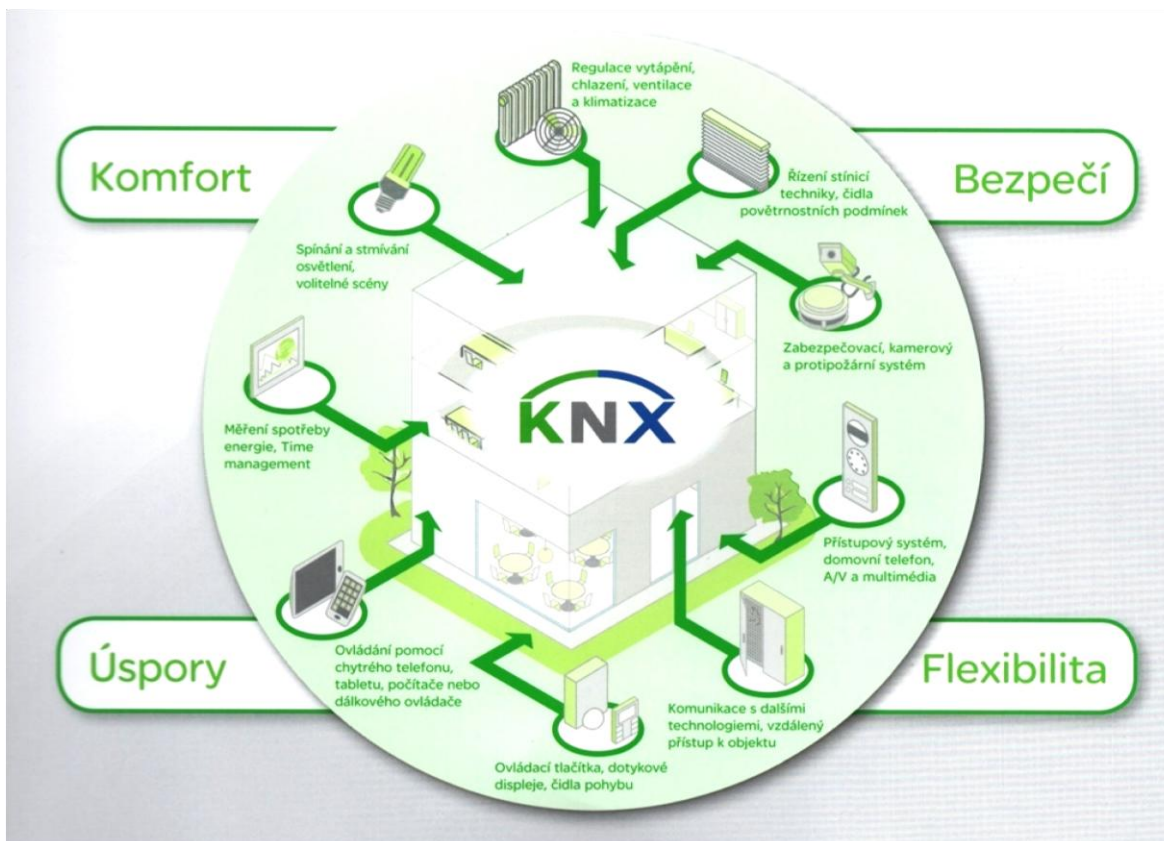 Komfort
Bezpečí
Regulace vytápění,
chlazení, ventilace
a klimatizace
Řízení stínicí
techniky, čidla
povětrnostních podmínek
Spínání a stmívání
osvětlení,
volitelné scény
Zabezpečovací, kamerový
a protipožární systém
KNX
Měření spotřeby
energie, Time
management
Přístupový systém,
domovní telefon,
A/V a multimédia
Úspory
Flexibilita
Ovládání pomocí
chytrého telefonu,
tabletu, počítače nebo
dálkového ovládače
Komunikace s dalšími
technologiemi, vzdálený
přístup k objektu
Ovládací tlačítka, dotykové
displeje, čidla pohybu